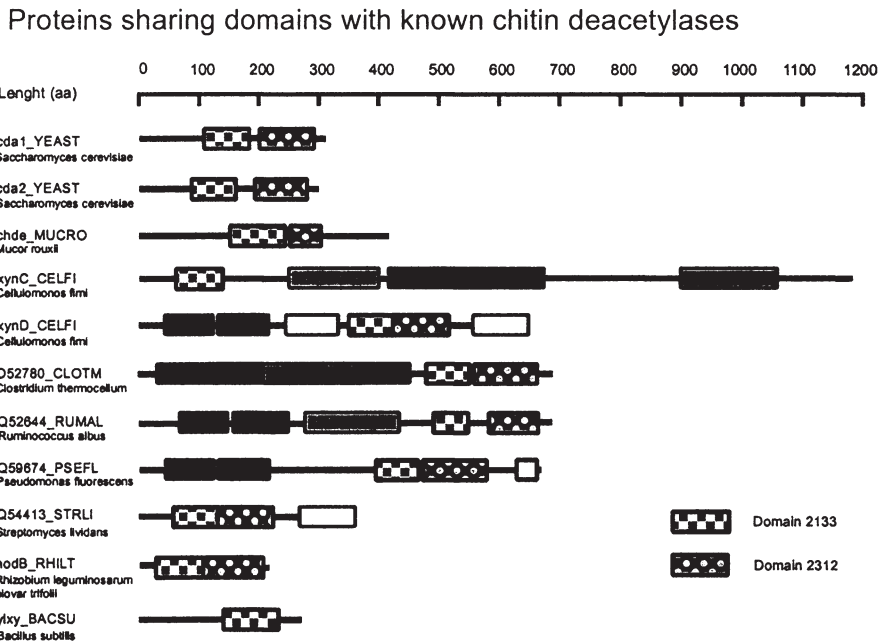 Proteins sharing domains with known chitin deacetylases
0 100 200 300 400 500 600 700 800 900 1000 1100 1200
Lenght (aa)
cda1_YEAST
Saccharomyces cerevisiae
cda2_YEAST
Saccharomyces cerevisiae
chde_MUCRO
Mucor rouxii
xynC_CELFI
Cellulomonos fimi
xynD_CELFI
Cellulomonos fimi
O52780_CLOTM
Clostridium thermocellum
Q52644_RUMAL
Ruminococcus albus
Q59674_PSEFL
Pseudomonas fluorescens
Q54413_STRLI
Streptomyces lividans
Domain 2133
nodB_RHILT
Rhizobium leguminosarum
biovar trifolii
Domain 2312
ylxy_BACSU
Bacillus subtilis